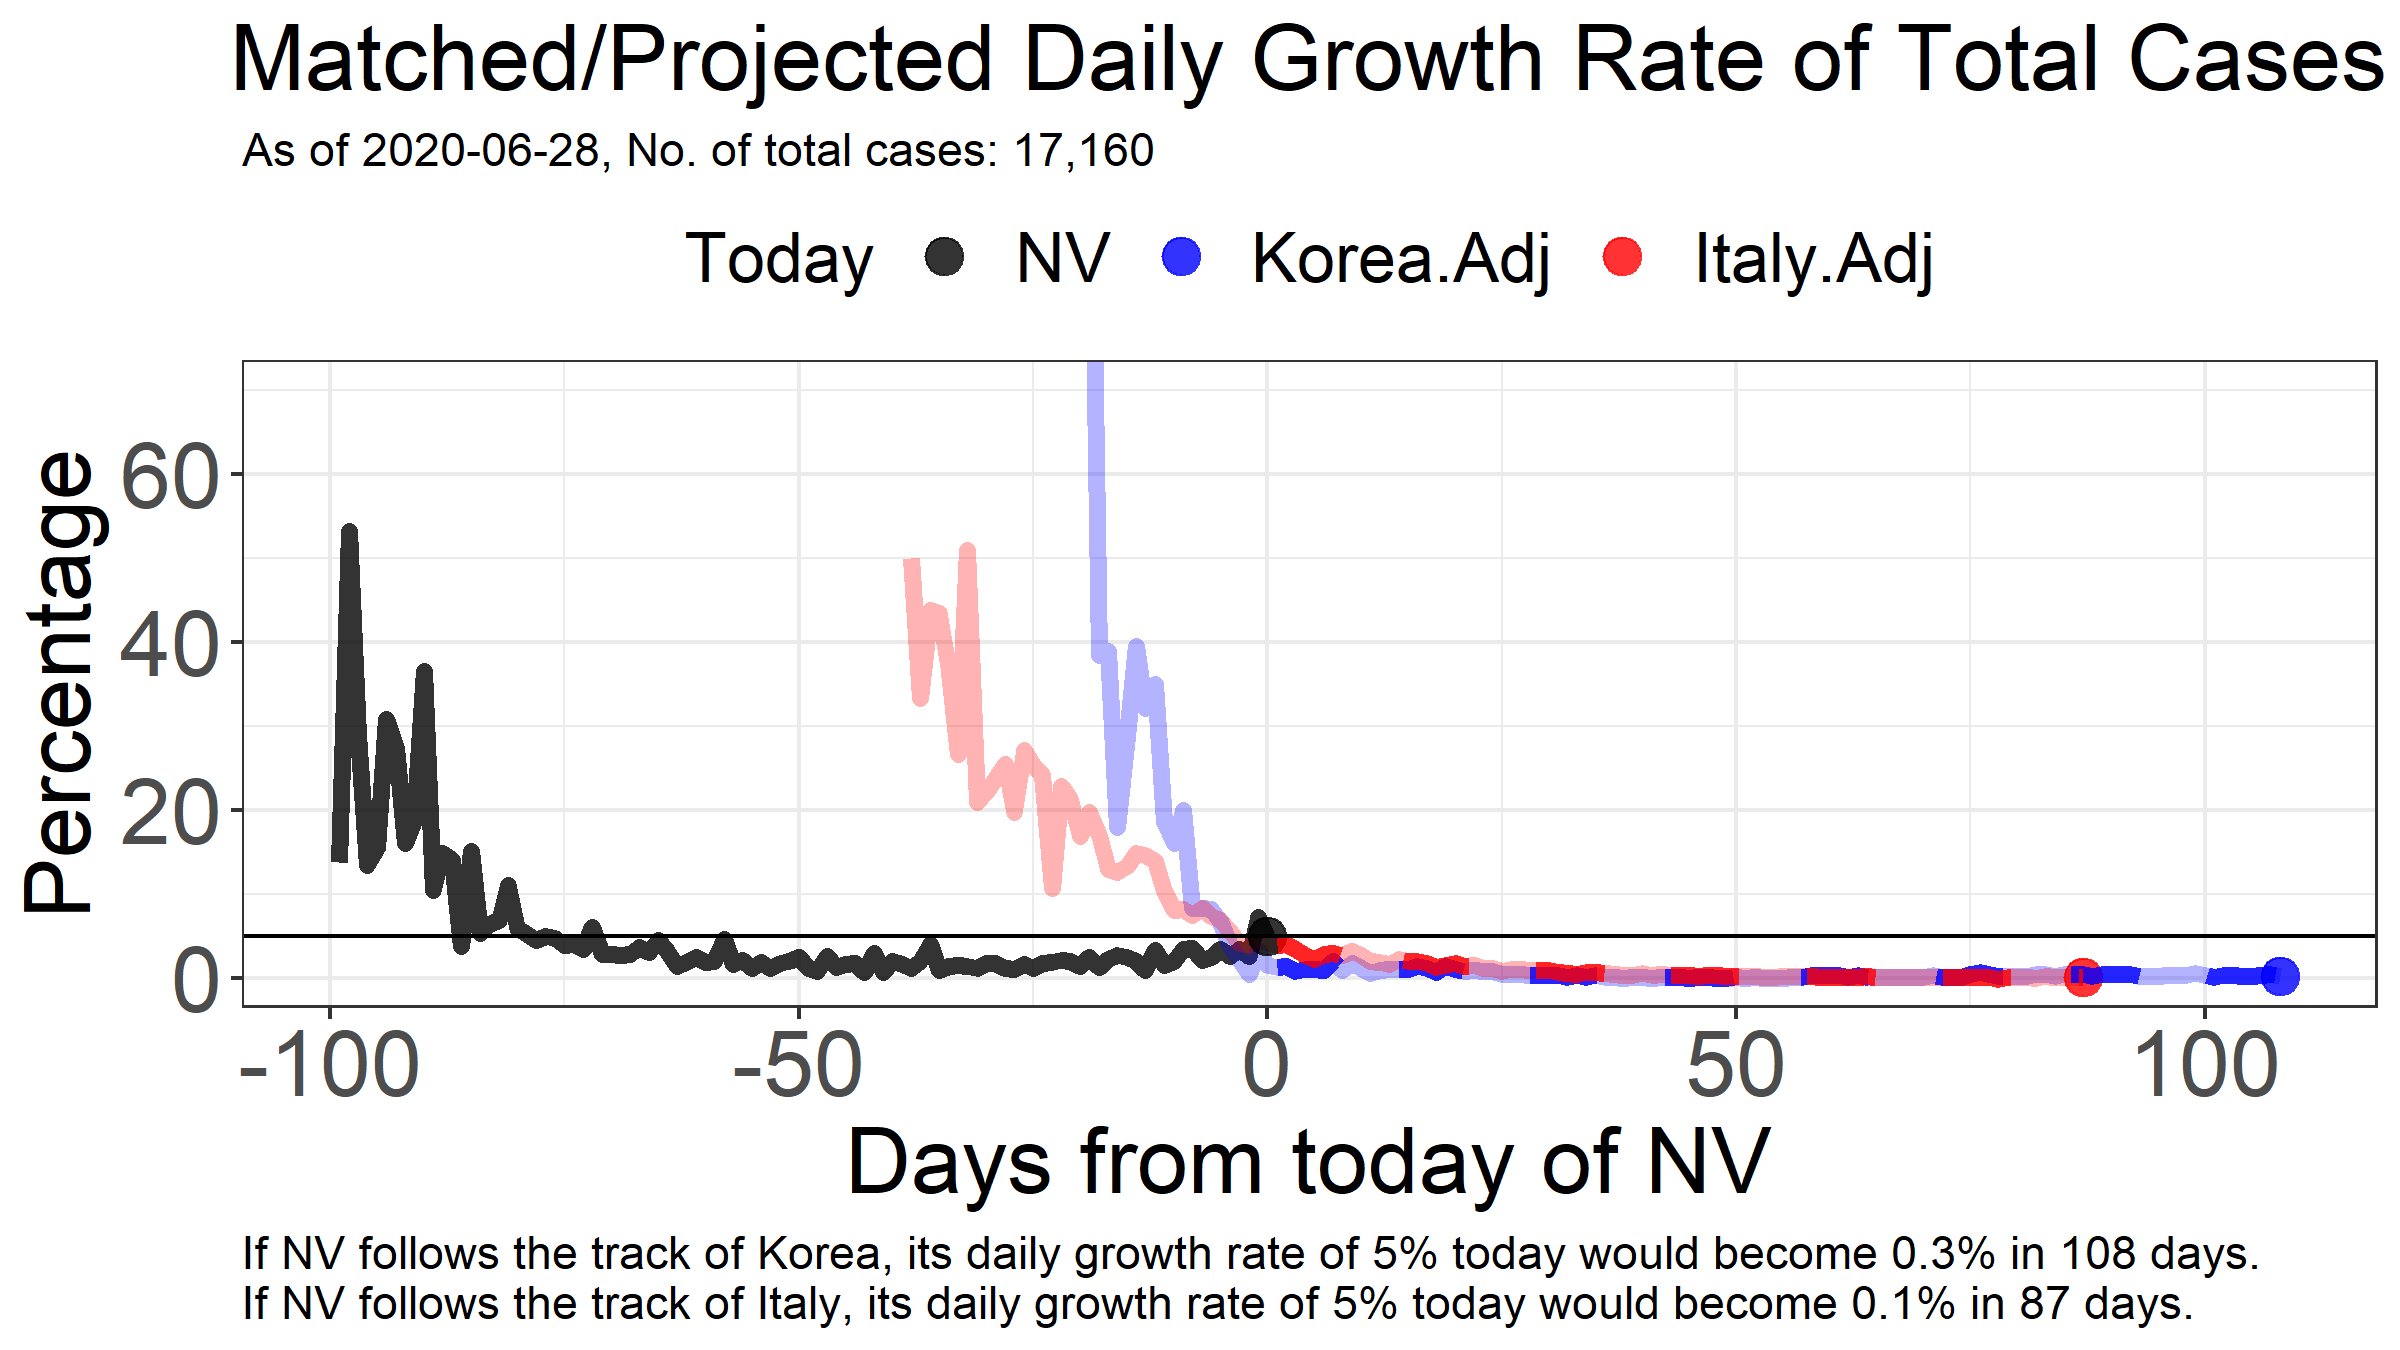 Matched/Projected Daily Growth Rate of Total Cases
As of 2020-06-28, No. of total cases: 17,160
Today NV Korea.Adj Italy.Adj
Percentage
60
40
20
0
-100 -50 0 50 100
Days from today of NV
If NV follows the track of Korea, its daily growth rate of 5% today would become 0.3% in 108 days.
If NV follows the track of Italy, its daily growth rate of 5% today would become 0.1% in 87 days.